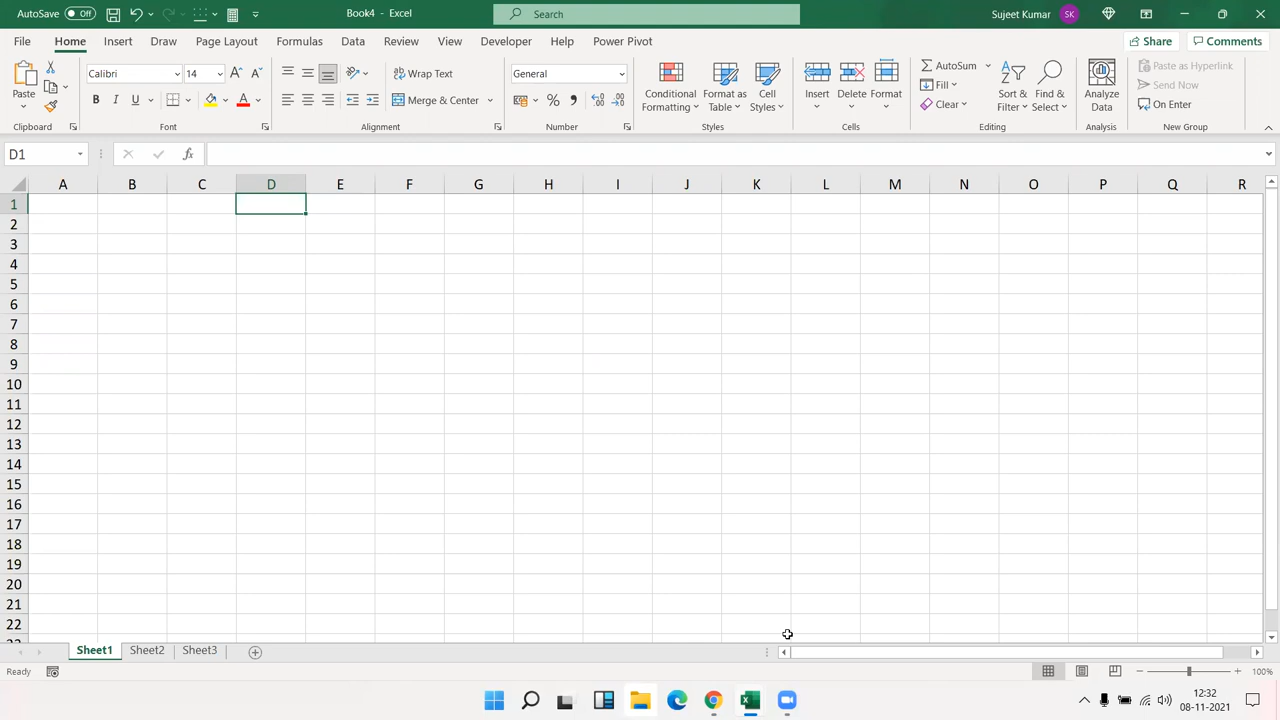 AutoSave Off Book4 - Excel Search Sujeet Kumar SK
File Home Insert Draw Page Layout Formulas Data Review View Developer Help Power Pivot Share Comments
Paste Calibri 14 A A Wrap Text General Conditional Formatting Format as Table Cell Styles Insert Delete Format AutoSum Sort & Filter Find & Select Analyze Data Paste as Hyperlink
B I U A Merge & Center % Fill Send Now
Clear On Enter
Clipboard Font Alignment Number Styles Cells Editing Analysis New Group
D1 fx
A B C D E F G H I J K L M N O P Q R
1
2
3
4
5
6
7
8
9
10
11
12
13
14
15
16
17
18
19
20
21
22
Sheet1 Sheet2 Sheet3
Ready 100%
12:32
08-11-2021